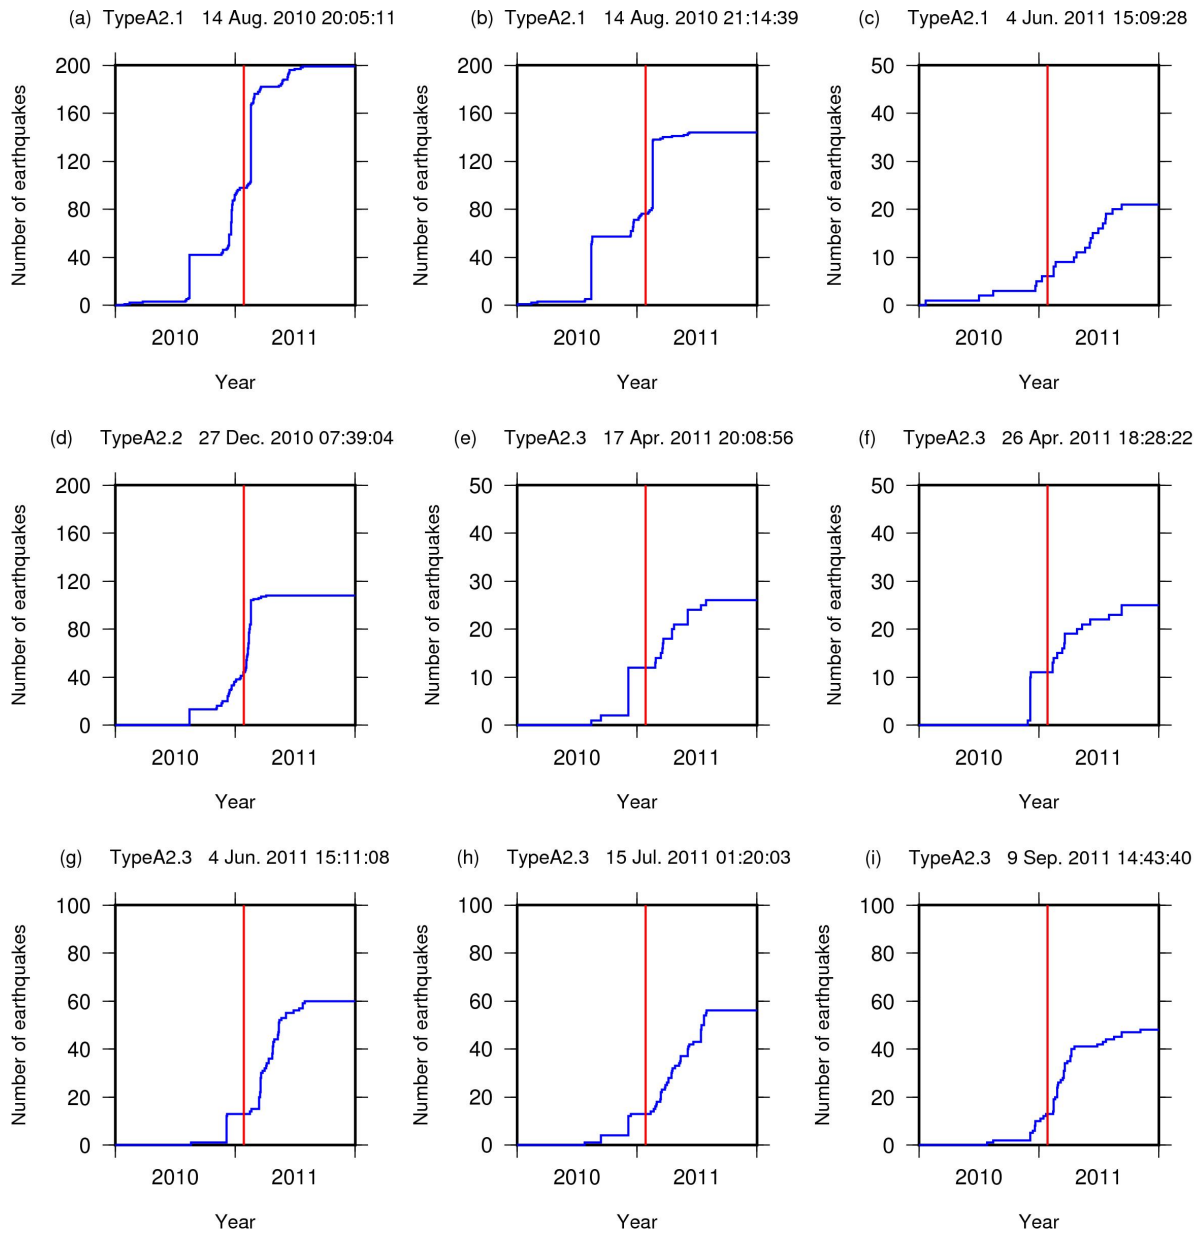 (a) TypeA2.1 14 Aug. 2010 20:05:11
Number of earthquakes
200
160
120
80
40
0
2010 2011
Year
(b) TypeA2.1 14 Aug. 2010 21:14:39
Number of earthquakes
200
160
120
80
40
0
2010 2011
Year
(c) TypeA2.1 4 Jun. 2011 15:09:28
Number of earthquakes
50
40
30
20
10
0
2010 2011
Year
(d) TypeA2.2 27 Dec. 2010 07:39:04
Number of earthquakes
200
160
120
80
40
0
2010 2011
Year
(e) TypeA2.3 17 Apr. 2011 20:08:56
Number of earthquakes
50
40
30
20
10
0
2010 2011
Year
(f) TypeA2.3 26 Apr. 2011 18:28:22
Number of earthquakes
50
40
30
20
10
0
2010 2011
Year
(g) TypeA2.3 4 Jun. 2011 15:11:08
Number of earthquakes
100
80
60
40
20
0
2010 2011
Year
(h) TypeA2.3 15 Jul. 2011 01:20:03
Number of earthquakes
100
80
60
40
20
0
2010 2011
Year
(i) TypeA2.3 9 Sep. 2011 14:43:40
Number of earthquakes
100
80
60
40
20
0
2010 2011
Year